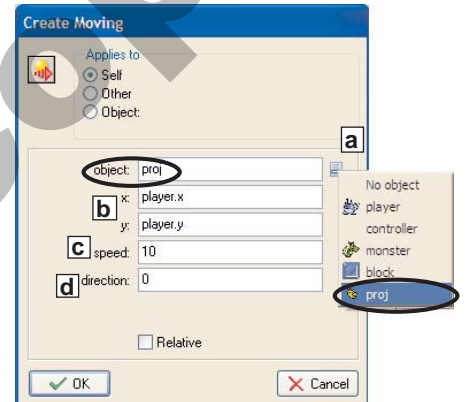 Create Moving
Applies to
Self
Other
Object:
a
object: proj
b
x: player.x
y: player.y
c
speed: 10
d
direction: 0
Relative
OK
Cancel
No object
player
controller
monster
block
proj